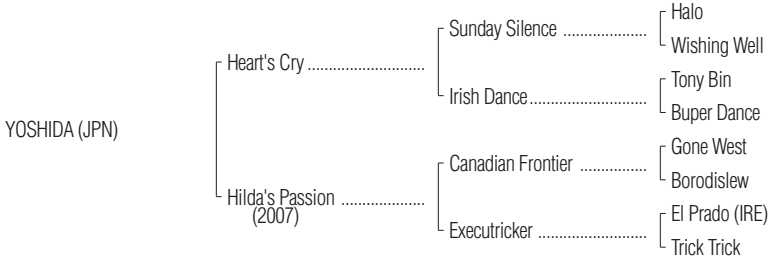 Halo
Sunday Silence
Wishing Well
Heart's Cry
Tony Bin
Irish Dance
Buper Dance
YOSHIDA (JPN)
Gone West
Canadian Frontier
Borodislew
Hilda's Passion
(2007)
El Prado (IRE)
Executricker
Trick Trick